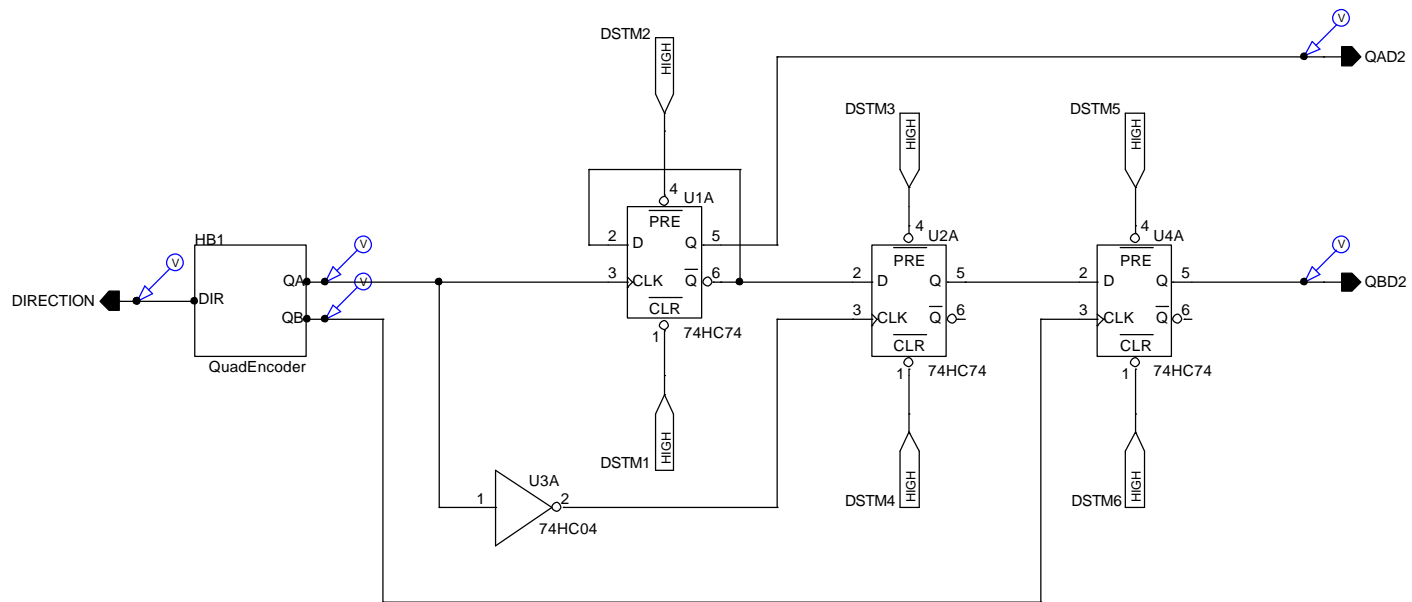 V
DSTM2
HIGH
QAD2
DSTM3
HIGH
DSTM5
HIGH
4
U1A
PRE
2
D
Q
5
3
CLK
Q
6
CLR
1
74HC74
HIGH
DSTM1
4
U2A
PRE
2
D
Q
5
3
CLK
Q
6
CLR
1
74HC74
HIGH
DSTM4
4
U4A
PRE
2
D
Q
5
3
CLK
Q
6
CLR
1
74HC74
HIGH
DSTM6
V
QBD2
HB1
V
V
V
QA
QB
DIR
DIRECTION
QuadEncoder
U3A
1
2
74HC04